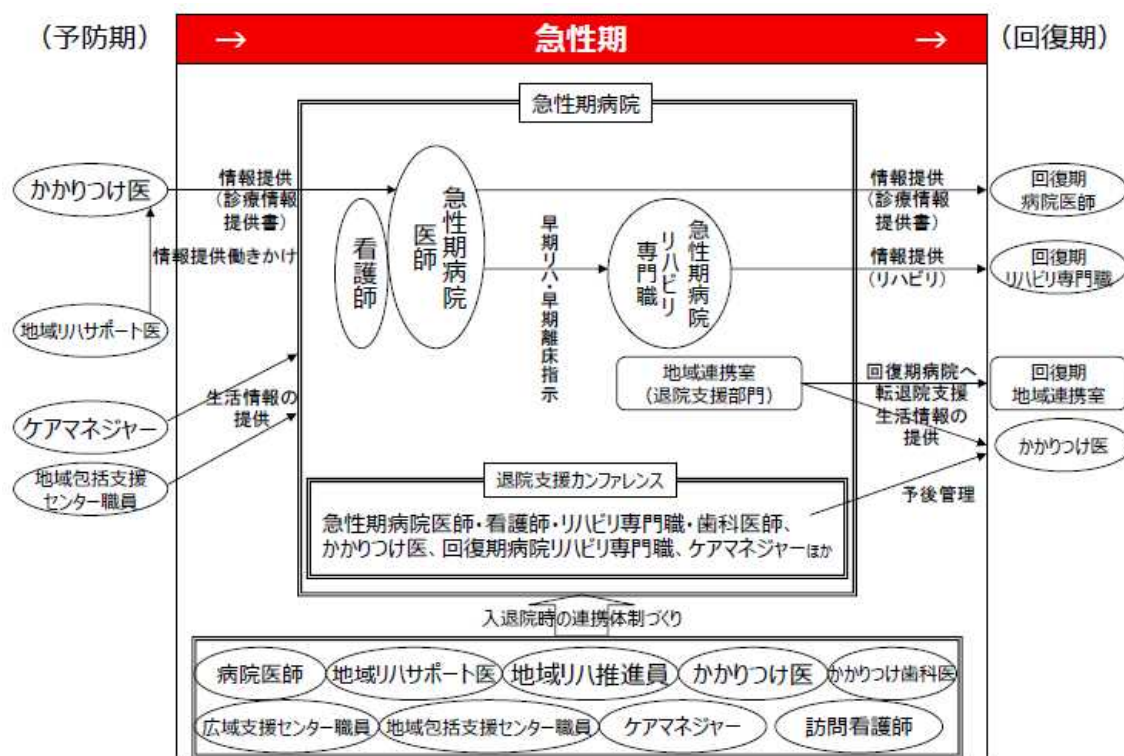 （予防期）
→
急性期
→
（回復期）
急性期病院
かかりつけ医
情報提供
（診療情報
提供書）
情報提供働きかけ
地域リハサポート医
生活情報の
提供
ケアマネジャー
地域包括支援
センター職員
看護師
急性期病院
医師
早期リハ・早期離床指示
急性期病院
リハビリ
専門職
地域連携室
（退院支援部門）
情報提供
（診療情報
提供書）
情報提供
（リハビリ）
回復期病院へ
転退院支援
生活情報の
提供
予後管理
回復期
病院医師
回復期
リハビリ専門職
回復期
地域連携室
かかりつけ医
退院支援カンファレンス
急性期病院医師・看護師・リハビリ専門職・歯科医師、
かかりつけ医、回復期病院リハビリ専門職、ケアマネジャーほか
入退院時の連携体制づくり
病院医師
地域リハサポート医
地域リハ推進員
かかりつけ医
かかりつけ歯科医
広域支援センター職員
地域包括支援センター職員
ケアマネジャー
訪問看護師